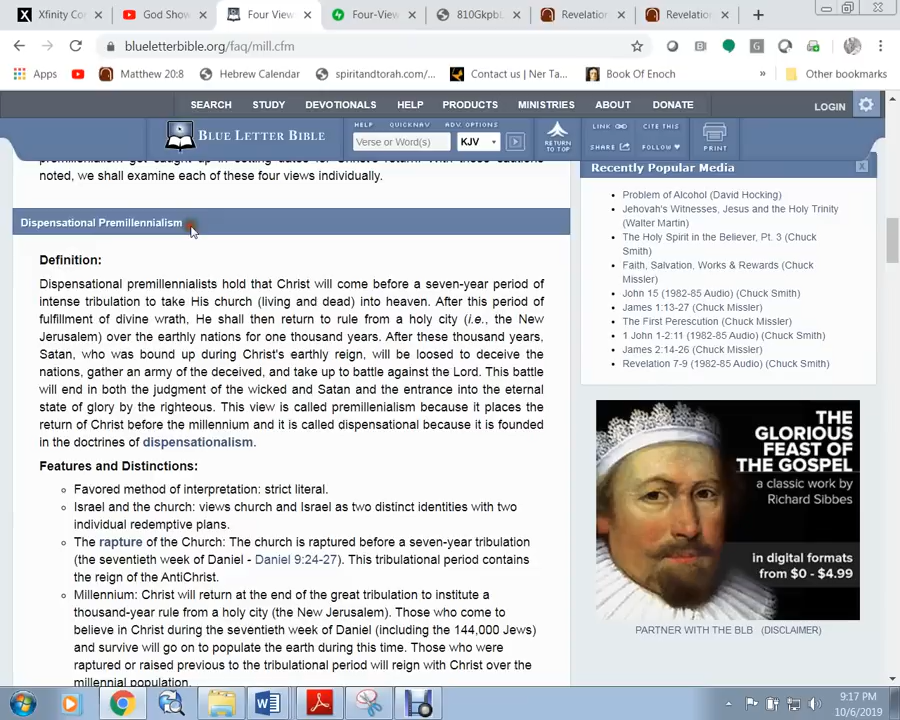 Xfinity Co
God Show
Four View
Four-View
810GkpbL
Revelation
Revelation
blueletterbible.org/faq/mill.cfm
Apps
Matthew 20:8
Hebrew Calendar
spiritandtorah.com/...
Contact us | Ner Ta...
Book Of Enoch
»
Other bookmarks
SEARCH STUDY DEVOTIONALS HELP PRODUCTS MINISTRIES ABOUT DONATE
LOGIN
BLUE LETTER BIBLE
HELP QUICKNAV ADV. OPTIONS
Verse or Word(s)
KJV
RETURN TO TOP
LINK CITE THIS
SHARE FOLLOW
PRINT
noted, we shall examine each of these four views individually.
Dispensational Premillennialism
Definition:
Dispensational premillennialists hold that Christ will come before a seven-year period of
intense tribulation to take His church (living and dead) into heaven. After this period of
fulfillment of divine wrath, He shall then return to rule from a holy city (i.e., the New
Jerusalem) over the earthly nations for one thousand years. After these thousand years,
Satan, who was bound up during Christ's earthly reign, will be loosed to deceive the
nations, gather an army of the deceived, and take up to battle against the Lord. This battle
will end in both the judgment of the wicked and Satan and the entrance into the eternal
state of glory by the righteous. This view is called premillenialism because it places the
return of Christ before the millennium and it is called dispensational because it is founded
in the doctrines of dispensationalism.
Features and Distinctions:
Favored method of interpretation: strict literal.
Israel and the church: views church and Israel as two distinct identities with two
individual redemptive plans.
The rapture of the Church: The church is raptured before a seven-year tribulation
(the seventieth week of Daniel - Daniel 9:24-27). This tribulational period contains
the reign of the AntiChrist.
Millennium: Christ will return at the end of the great tribulation to institute a
thousand-year rule from a holy city (the New Jerusalem). Those who come to
believe in Christ during the seventieth week of Daniel (including the 144,000 Jews)
and survive will go on to populate the earth during this time. Those who were
raptured or raised previous to the tribulational period will reign with Christ over the
millennial population.
Recently Popular Media
Problem of Alcohol (David Hocking)
Jehovah's Witnesses, Jesus and the Holy Trinity
(Walter Martin)
The Holy Spirit in the Believer, Pt. 3 (Chuck
Smith)
Faith, Salvation, Works & Rewards (Chuck
Missler)
John 15 (1982-85 Audio) (Chuck Smith)
James 1:13-27 (Chuck Missler)
The First Perescution (Chuck Missler)
1 John 1-2:11 (1982-85 Audio) (Chuck Smith)
James 2:14-26 (Chuck Missler)
Revelation 7-9 (1982-85 Audio) (Chuck Smith)
THE
GLORIOUS
FEAST OF
THE GOSPEL
a classic work by
Richard Sibbes
in digital formats
from $0 - $4.99
PARTNER WITH THE BLB (DISCLAIMER)
9:17 PM
10/6/2019